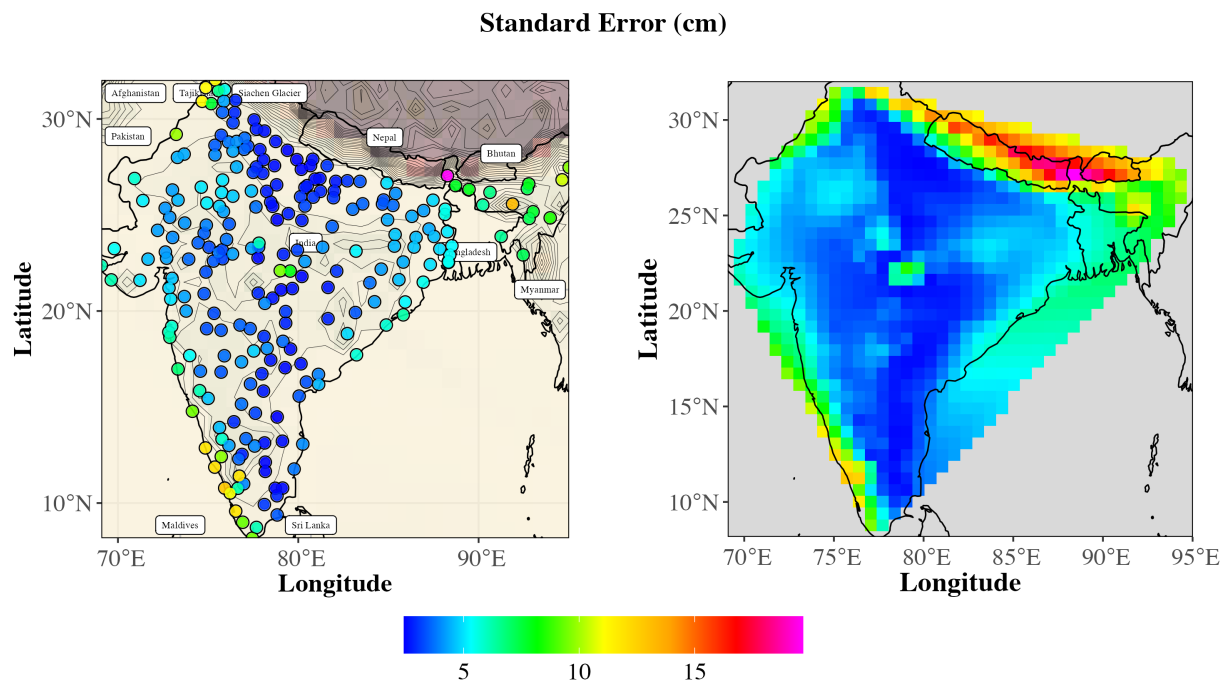 Standard Error (cm)
Afghanistan
Siachen Glacier
Pakistan
Nepal
Bhutan
India
Myanmar
Maldives
Sri Lanka
30°N
20°N
10°N
Latitude
70°E 80°E 90°E
Longitude
30°N
25°N
20°N
15°N
10°N
Latitude
70°E 75°E 80°E 85°E 90°E 95°E
Longitude
5 10 15